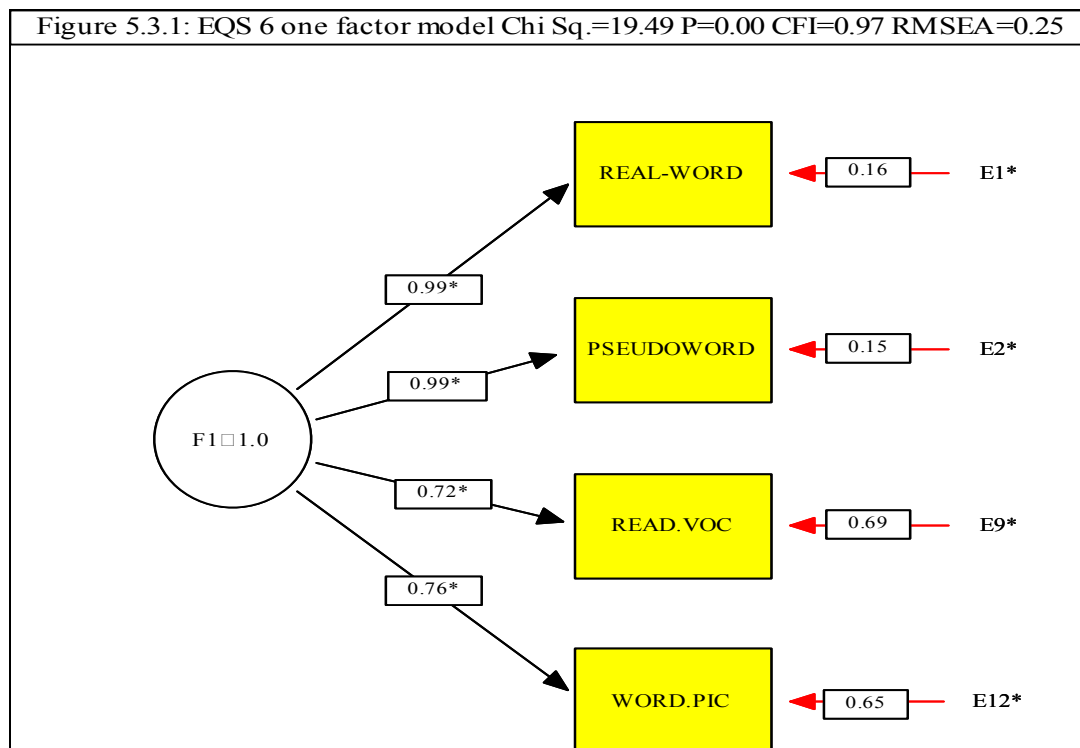 Figure 5.3.1: EQS 6 one factor model Chi Sq.=19.49 P=0.00 CFI=0.97 RMSEA=0.25
REAL-WORD
0.16
E1*
0.99*
PSEUDOWORD
0.15
E2*
0.99*
F1□1.0
0.72*
READ.VOC
0.69
E9*
0.76*
WORD.PIC
0.65
E12*